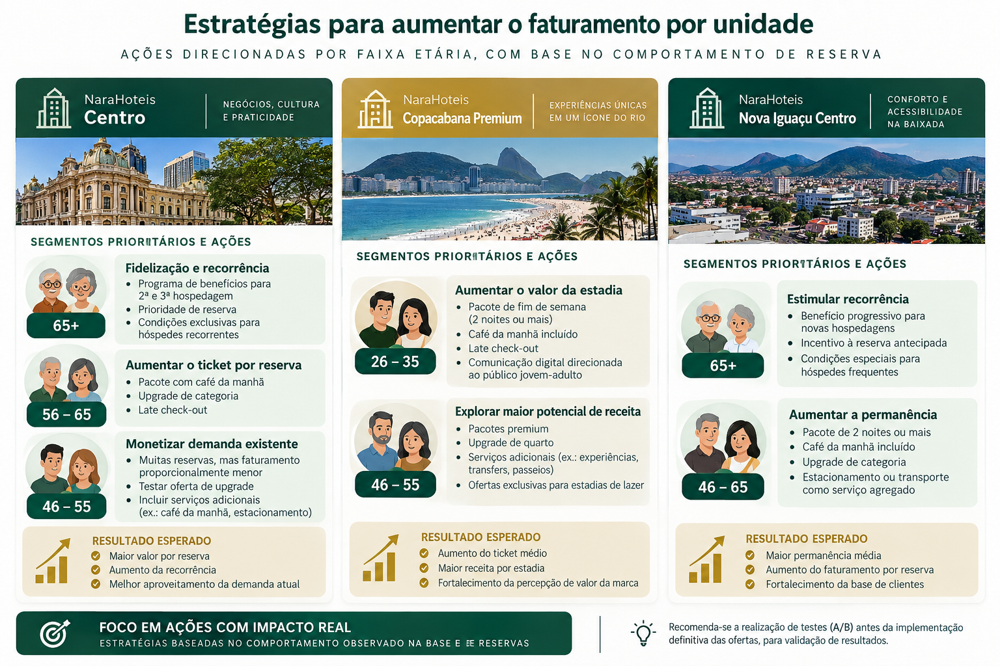 Estratégias para aumentar o faturamento por unidade
AÇÕES DIRECIONADAS POR FAIXA ETÁRIA, COM BASE NO COMPORTAMENTO DE RESERVA
NaraHoteis
Centro
NEGÓCIOS, CULTURA
E PRATICIDADE
SEGMENTOS E AÇÕES
65+
Fidelização e recorrência
• Programa de benefícios para
2ª e 3ª hospedagem
• Prioridade de reserva
• Condições exclusivas para
hóspedes recorrentes
56 – 65
Aumentar o ticket por reserva
• Pacote com café da manhã
• Upgrade de categoria
• Late check-out
46 – 55
Monetizar demanda existente
• Muitas reservas, mas faturamento
proporcionalmente menor
• Testar oferta de upgrade
• Incluir serviços adicionais
(ex.: café da manhã, estacionamento)
RESULTADO ESPERADO
Maior valor por reserva
Aumento da recorrência
Melhor aproveitamento da demanda atual
NaraHoteis
Copacabana Premium
EXPERIÊNCIAS ÚNICAS
EM UM ÍCONE DO RIO
SEGMENTOS E AÇÕES
26 – 35
Aumentar o valor da estadia
• Pacote de fim de semana
(2 noites ou mais)
• Café da manhã incluído
• Late check-out
• Comunicação digital direcionada
ao público jovem-adulto
46 – 55
Explorar maior potencial de receita
• Pacotes premium
• Upgrade de quarto
• Serviços adicionais (ex.: experiências,
transfers, passeios)
• Ofertas exclusivas para estadias de lazer
RESULTADO ESPERADO
Aumento do ticket médio
Maior receita por estadia
Fortalecimento da percepção de valor da marca
NaraHoteis
Nova Iguaçu Centro
CONFORTO E
ACESSIBILIDADE
NA BAIXADA
SEGMENTOS E AÇÕES
65+
Estimular recorrência
• Benefício progressivo para
novas hospedagens
• Incentivo à reserva antecipada
• Condições especiais para
hóspedes frequentes
46 – 65
Aumentar a permanência
• Pacote de 2 noites ou mais
• Café da manhã incluído
• Upgrade de categoria
• Estacionamento ou transporte
como serviço agregado
RESULTADO ESPERADO
Maior permanência média
Aumento do faturamento por reserva
Fortalecimento da base de clientes
FOCO EM AÇÕES COM IMPACTO REAL
ESTRATÉGIAS BASEADAS NO COMPORTAMENTO OBSERVADO NA BASE E RESERVAS
Recomenda-se a realização de testes (A/B) antes da implementação
definitiva das ofertas, para validação de resultados.